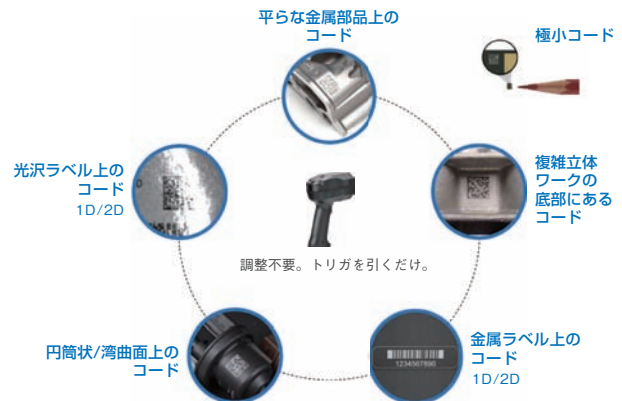 平らな金属部品上の
コード
極小コード
光沢ラベル上の
コード
1D/2D
複雑立体
ワークの
底部にある
コード
調整不要。トリガを引くだけ。
円筒状/湾曲面上の
コード
金属ラベル上の
コード
1D/2D
1234567890